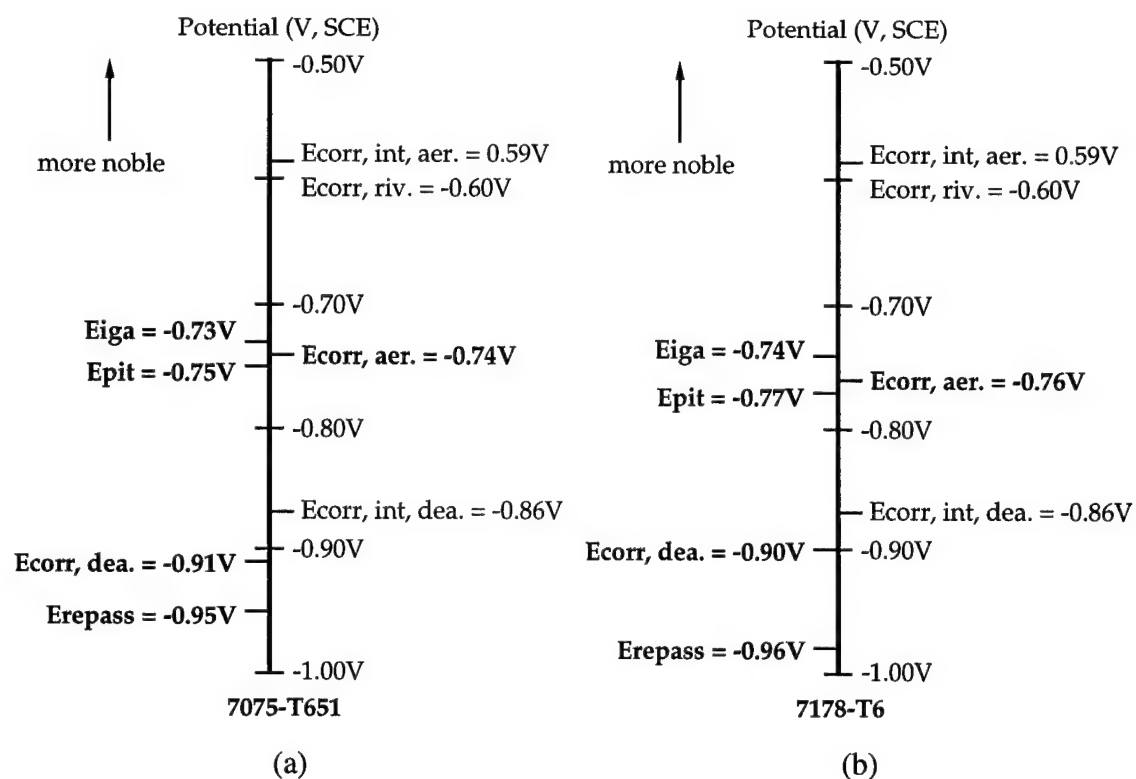 Potential (V, SCE)
-0.50V
more noble
Ecorr, int, aer. = 0.59V
Ecorr, riv. = -0.60V
-0.70V
Eiga = -0.73V
Ecorr, aer. = -0.74V
Epit = -0.75V
-0.80V
Ecorr, int, dea. = -0.86V
-0.90V
Ecorr, dea. = -0.91V
Erepass = -0.95V
-1.00V
7075-T651
(a)
Potential (V, SCE)
-0.50V
more noble
Ecorr, int, aer. = 0.59V
Ecorr, riv. = -0.60V
-0.70V
Eiga = -0.74V
Ecorr, aer. = -0.76V
Epit = -0.77V
-0.80V
Ecorr, int, dea. = -0.86V
Ecorr, dea. = -0.90V
-0.90V
Erepass = -0.96V
-1.00V
7178-T6
(b)